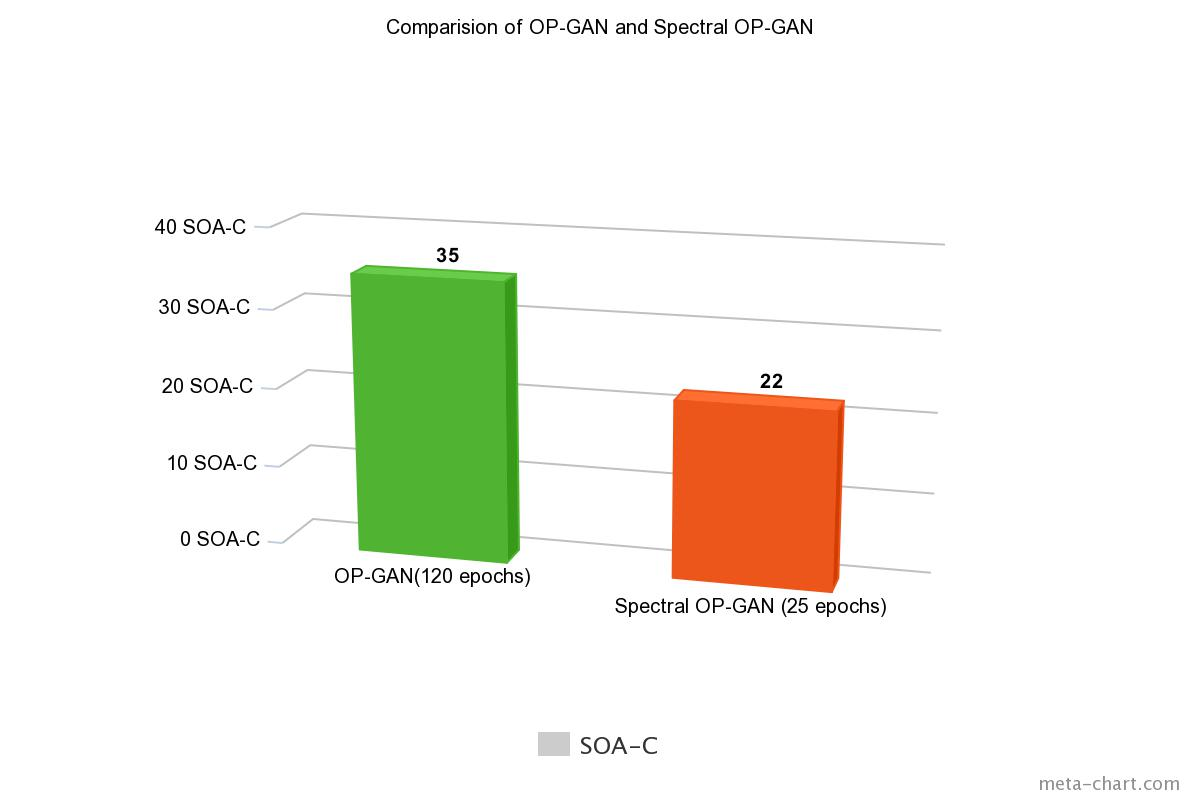 Comparision of OP-GAN and Spectral OP-GAN
40 SOA-C
35
30 SOA-C
22
20 SOA-C
10 SOA-C
0 SOA-C
OP-GAN(120 epochs)
Spectral OP-GAN (25 epochs)
SOA-C
meta-chart.com